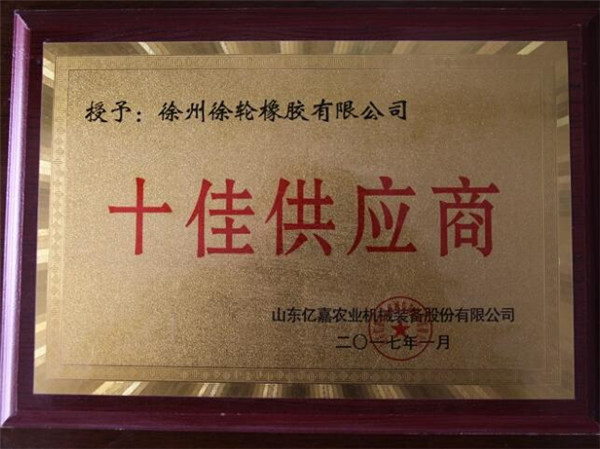 授予：徐州徐轮橡胶有限公司
十佳供应商
山东亿嘉农业机械装备股份有限公司
二〇一七年一月